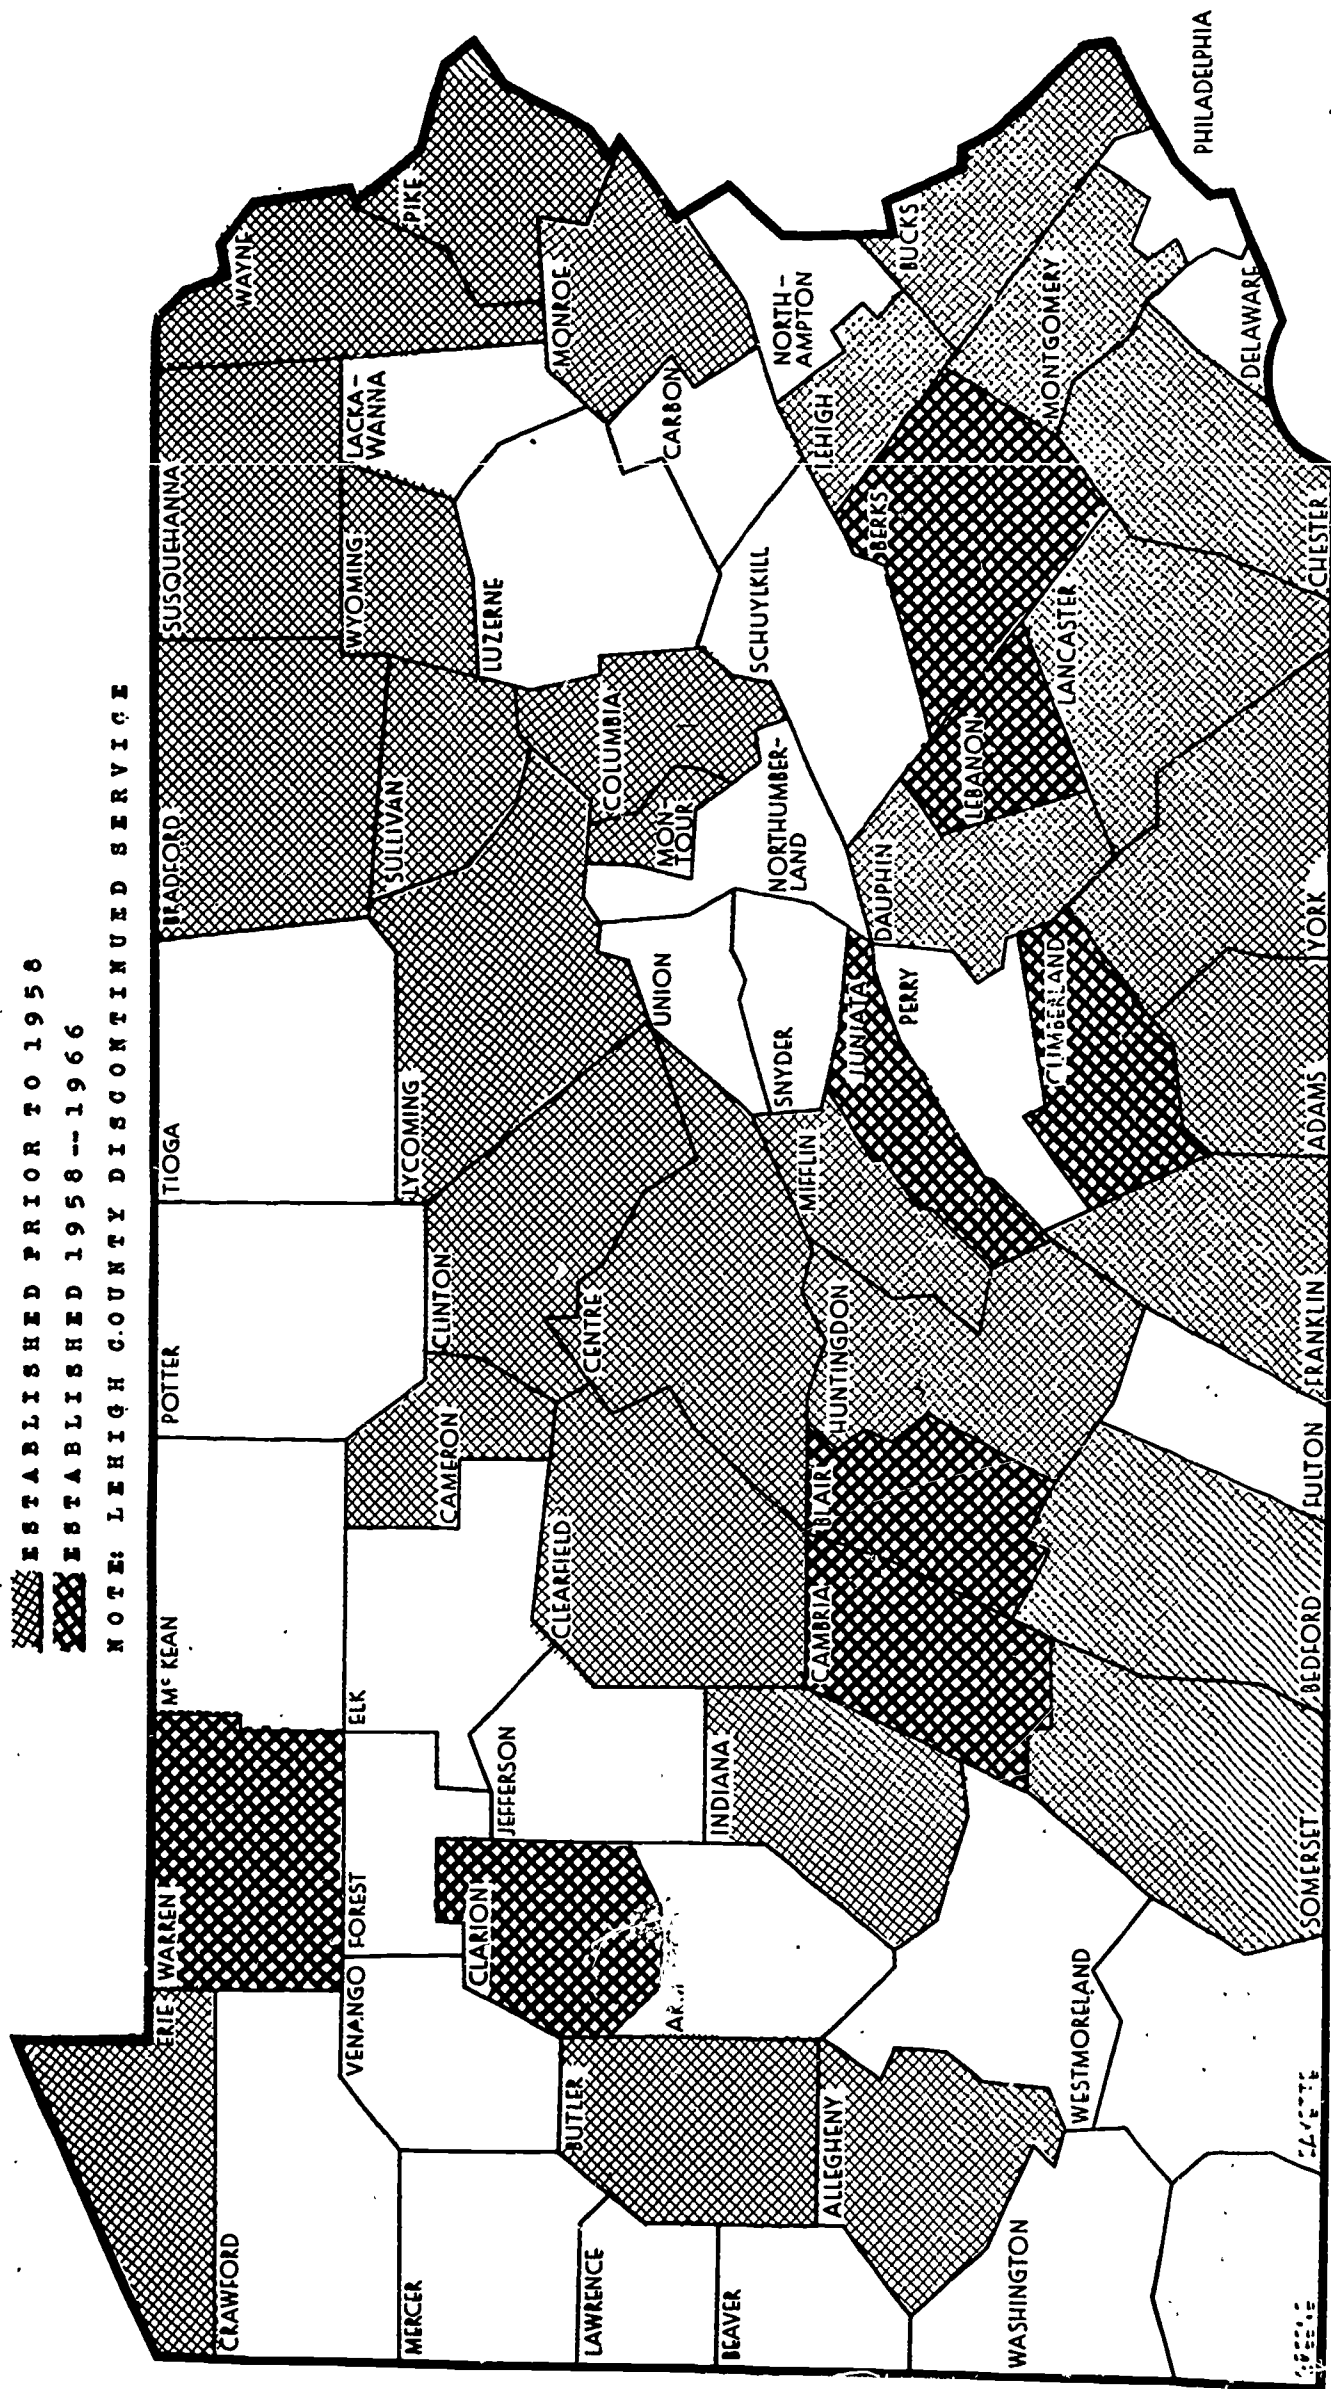 ESTABLISHED PRIOR TO 1958
ESTABLISHED 1958--1966
NOTE: LEHIGH COUNTY DISCONTINUED SERVICE
ERIE
WARREN
McKEAN
POTTER
TIOGA
BRADFORD
SUSQUEHANNA
WAYNE
CRAWFORD
VENANGO
FOREST
ELK
CAMERON
CLINTON
LYCOMING
SULLIVAN
WYOMING
LACKA-
WANNA
PIKE
MERCER
CLARION
JEFFERSON
CLEARFIELD
CENTRE
UNION
MON-
TOUR
COLUMBIA
LUZERNE
MONROE
LAWRENCE
BUTLER
AR
INDIANA
CARBON
BEAVER
SNYDER
NORTHUMBER-
LAND
SCHUYLKILL
NORTH-
AMPTON
ALLEGHENY
CAMBRIA
BLAIR
HUNTINGDON
MIFFLIN
JUNIATA
PERRY
DAUPHIN
BERKS
LEHIGH
BUCKS
LEBANON
WASHINGTON
WESTMORELAND
CUMBERLAND
LANCASTER
MONTGOMERY
PHILADELPHIA
SOMERSET
BEDFORD
FULTON
FRANKLIN
ADAMS
YORK
CHESTER
DELAWARE